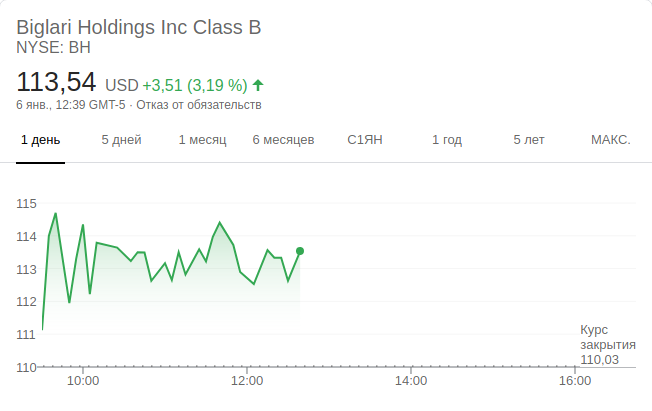 Biglari Holdings Inc Class B
NYSE: BH
113,54 USD +3,51 (3,19 %)
6 янв., 12:39 GMT-5 · Отказ от обязательств
1 день 5 дней 1 месяц 6 месяцев С1ЯН 1 год 5 лет МАКС.
115
114
113
112
111
110
Курс
закрытия
110,03
10:00 12:00 14:00 16:00